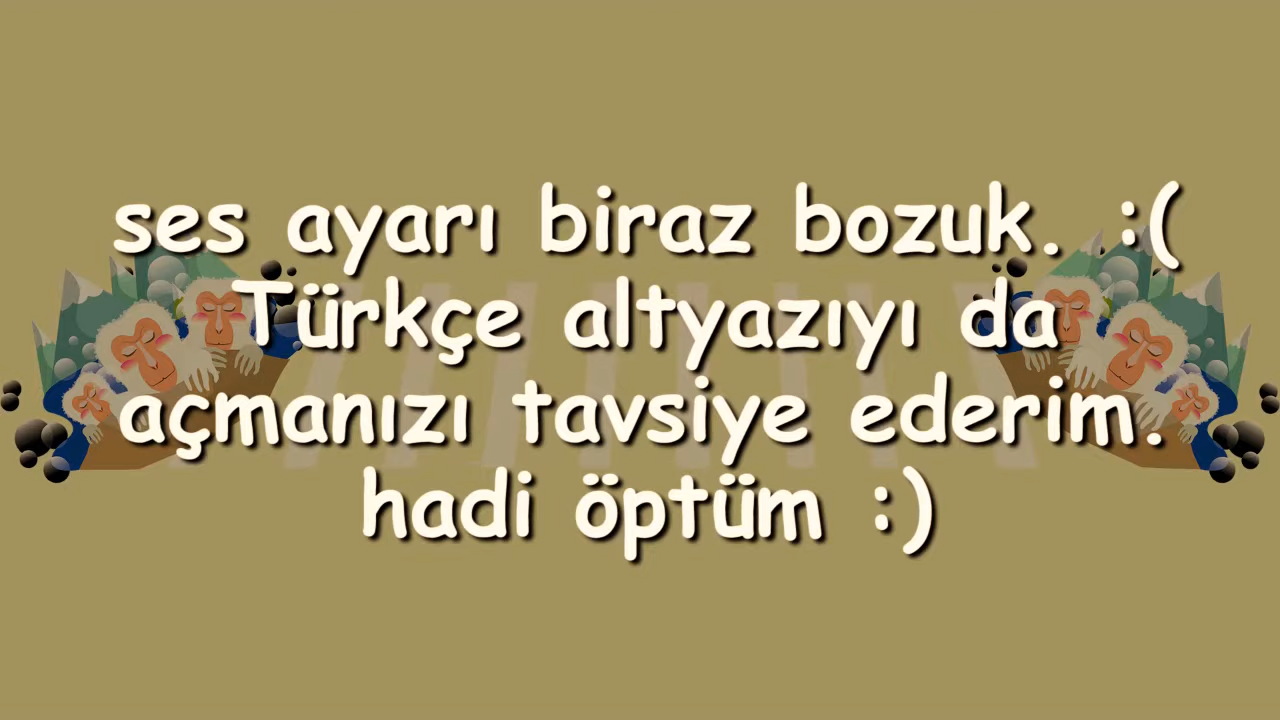 ses ayarı biraz bozuk. :(
Türkçe altyazıyı da
açmanızı tavsiye ederim.
hadi öptüm :)